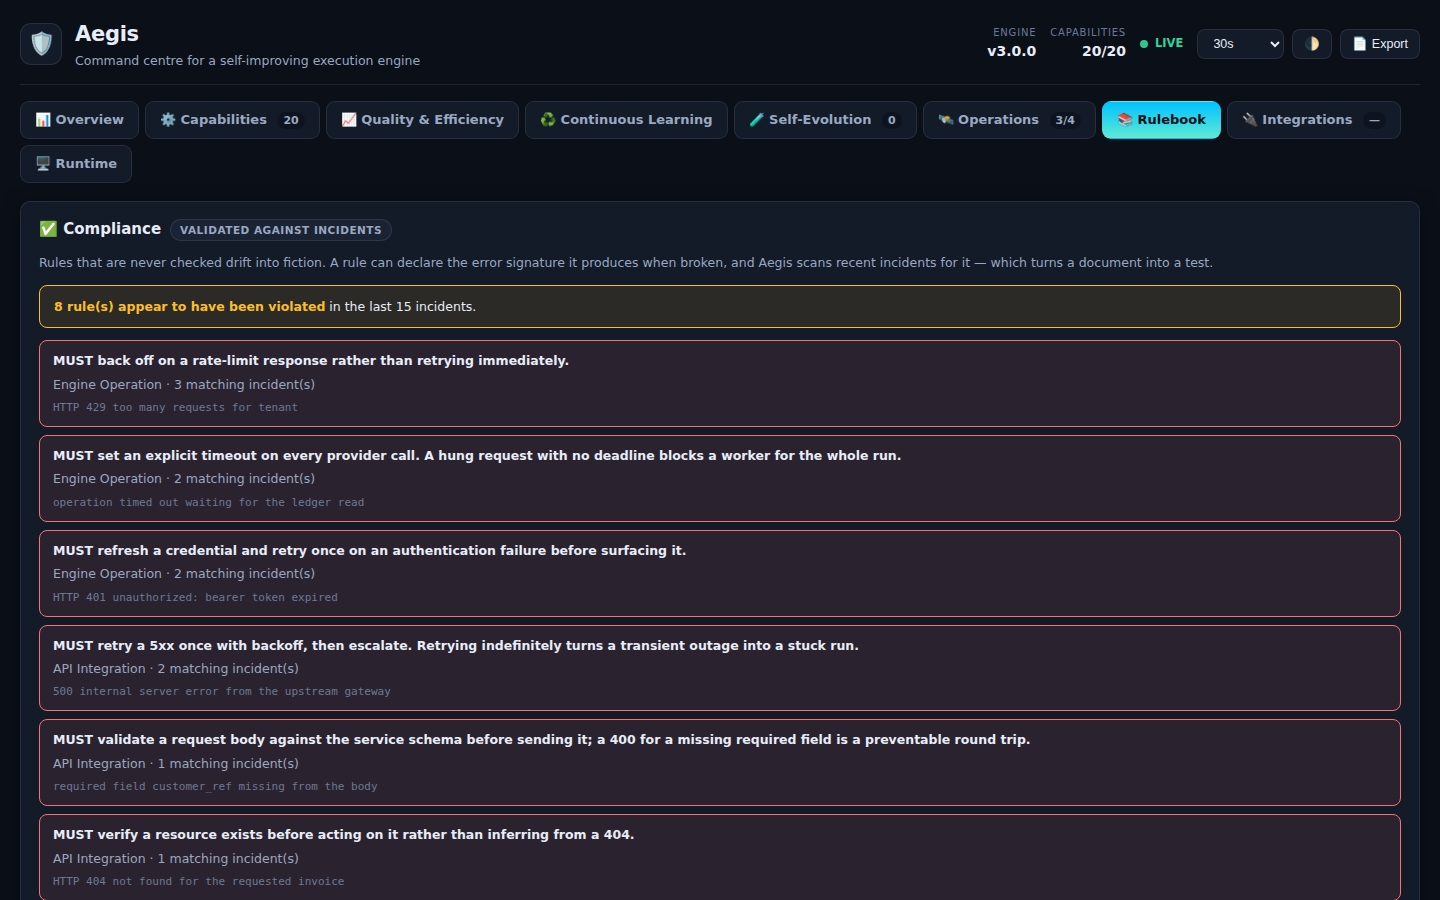 Aegis
Command centre for a self-improving execution engine
ENGINE
v3.0.0
CAPABILITIES
20/20
LIVE
30s
Export
Overview
Capabilities 20
Quality & Efficiency
Continuous Learning
Self-Evolution 0
Operations 3/4
Rulebook
Integrations —
Runtime
Compliance VALIDATED AGAINST INCIDENTS
Rules that are never checked drift into fiction. A rule can declare the error signature it produces when broken, and Aegis scans recent incidents for it — which turns a document into a test.
8 rule(s) appear to have been violated in the last 15 incidents.
MUST back off on a rate-limit response rather than retrying immediately.
Engine Operation · 3 matching incident(s)
HTTP 429 too many requests for tenant
MUST set an explicit timeout on every provider call. A hung request with no deadline blocks a worker for the whole run.
Engine Operation · 2 matching incident(s)
operation timed out waiting for the ledger read
MUST refresh a credential and retry once on an authentication failure before surfacing it.
Engine Operation · 2 matching incident(s)
HTTP 401 unauthorized: bearer token expired
MUST retry a 5xx once with backoff, then escalate. Retrying indefinitely turns a transient outage into a stuck run.
API Integration · 2 matching incident(s)
500 internal server error from the upstream gateway
MUST validate a request body against the service schema before sending it; a 400 for a missing required field is a preventable round trip.
API Integration · 1 matching incident(s)
required field customer_ref missing from the body
MUST verify a resource exists before acting on it rather than inferring from a 404.
API Integration · 1 matching incident(s)
HTTP 404 not found for the requested invoice